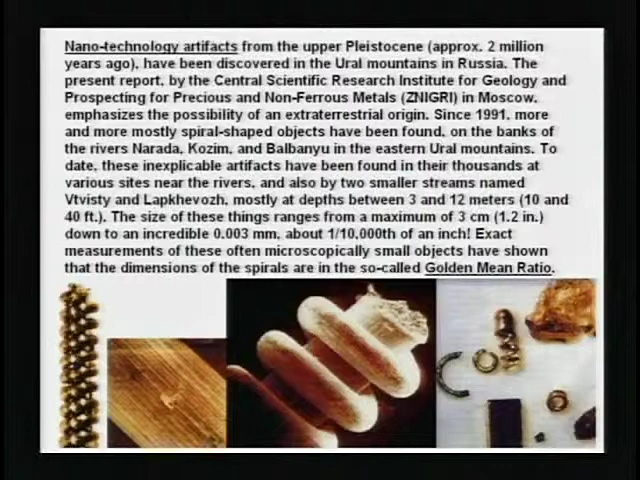 Nano-technology artifacts from the upper Pleistocene (approx. 2 million
years ago), have been discovered in the Ural mountains in Russia. The
present report, by the Central Scientific Research Institute for Geology and
Prospecting for Precious and Non-Ferrous Metals (ZNIGRI) in Moscow,
emphasizes the possibility of an extraterrestrial origin. Since 1991, more
and more mostly spiral-shaped objects have been found, on the banks of
the rivers Narada, Kozim, and Balbanyu in the eastern Ural mountains. To
date, these inexplicable artifacts have been found in their thousands at
various sites near the rivers, and also by two smaller streams named
Vtvisty and Lapkhevozh, mostly at depths between 3 and 12 meters (10 and
40 ft.). The size of these things ranges from a maximum of 3 cm (1.2 in.)
down to an incredible 0.003 mm, about 1/10,000th of an inch! Exact
measurements of these often microscopically small objects have shown
that the dimensions of the spirals are in the so-called Golden Mean Ratio.